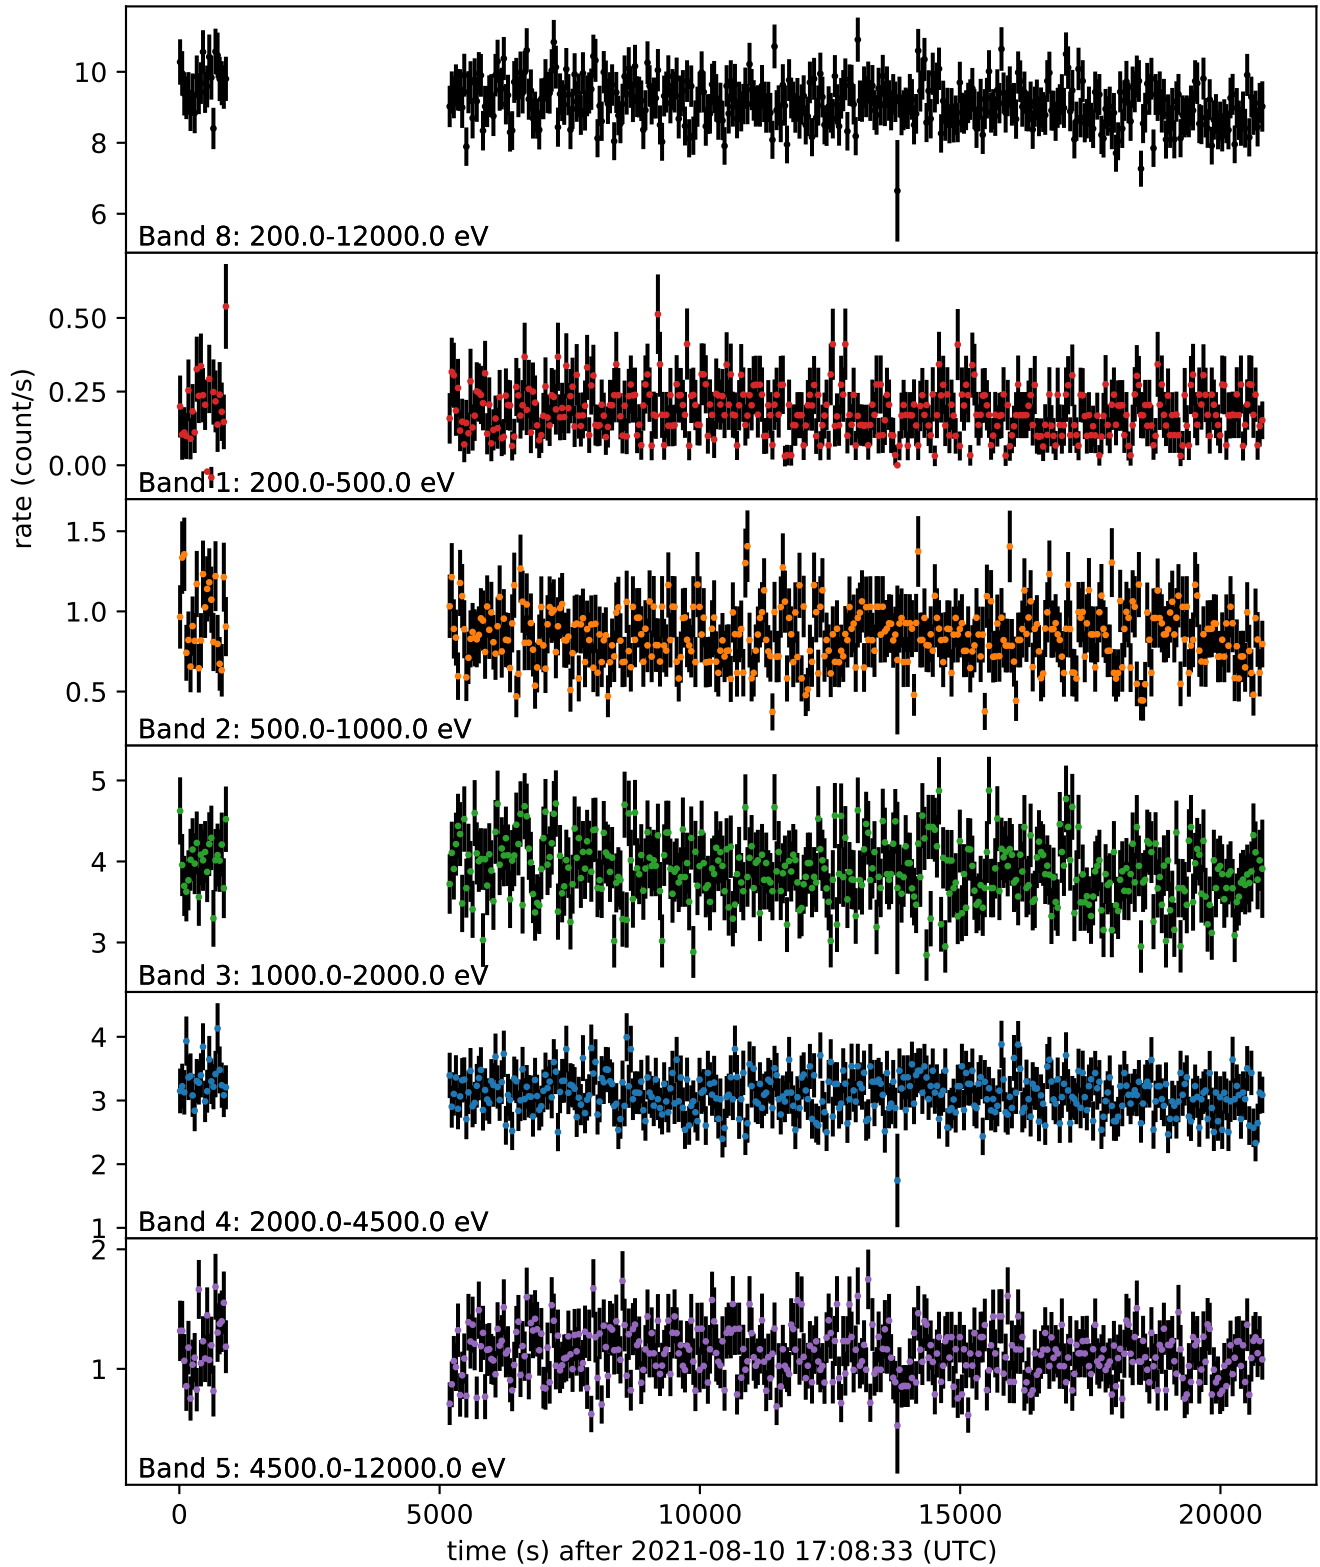 10
8
6
Band 8: 200.0-12000.0 eV
0.50
0.25
0.00
Band 1: 200.0-500.0 eV
rate (count/s)
1.5
1.0
0.5
Band 2: 500.0-1000.0 eV
5
4
3
Band 3: 1000.0-2000.0 eV
4
3
2
1
Band 4: 2000.0-4500.0 eV
2
1
Band 5: 4500.0-12000.0 eV
0 5000 10000 15000 20000
time (s) after 2021-08-10 17:08:33 (UTC)